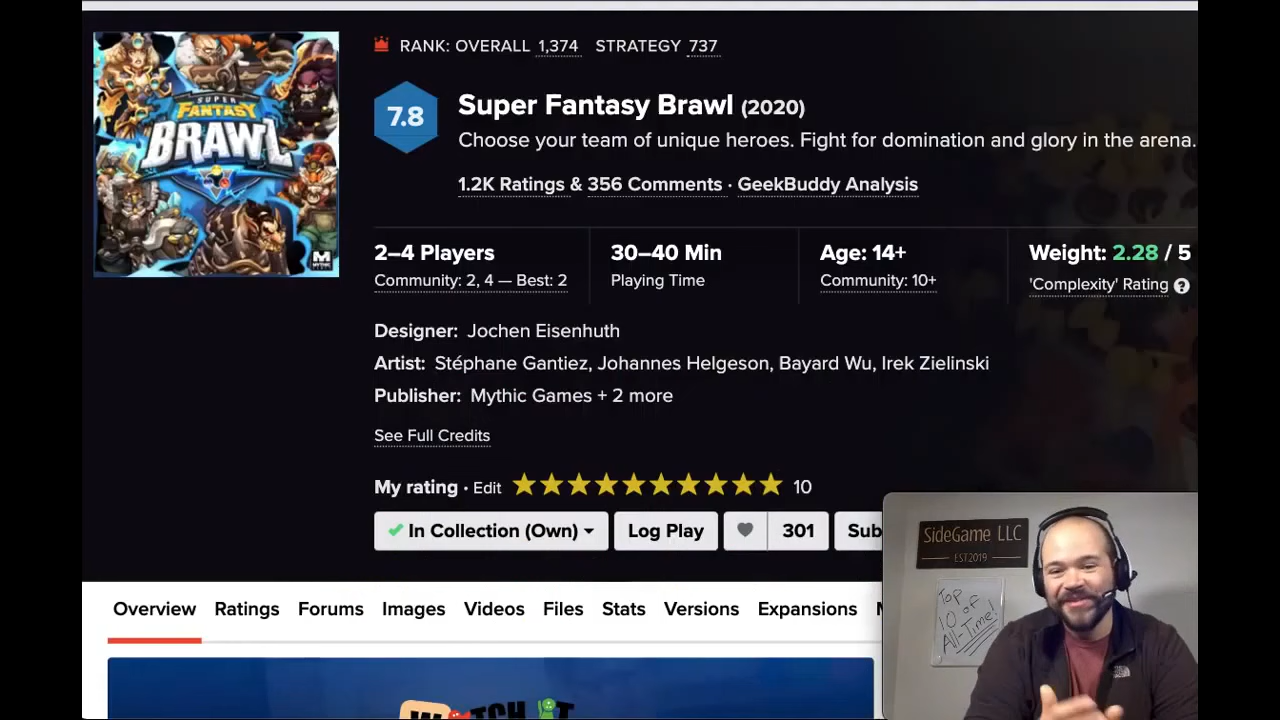 RANK: OVERALL 1,374 STRATEGY 737
SUPER
FANTASY
BRAWL
M
MYTHIC
7.8
Super Fantasy Brawl (2020)
Choose your team of unique heroes. Fight for domination and glory in the arena.
1.2K Ratings & 356 Comments · GeekBuddy Analysis
2–4 Players
Community: 2, 4 — Best: 2
30–40 Min
Playing Time
Age: 14+
Community: 10+
Weight: 2.28 / 5
'Complexity' Rating ?
Designer: Jochen Eisenhuth
Artist: Stéphane Gantiez, Johannes Helgeson, Bayard Wu, Irek Zielinski
Publisher: Mythic Games + 2 more
See Full Credits
My rating · Edit 10
In Collection (Own) Log Play 301 Sub
Overview Ratings Forums Images Videos Files Stats Versions Expansions
SideGame LLC
EST2019
Top
10 of
All-Time!
WATCH IT